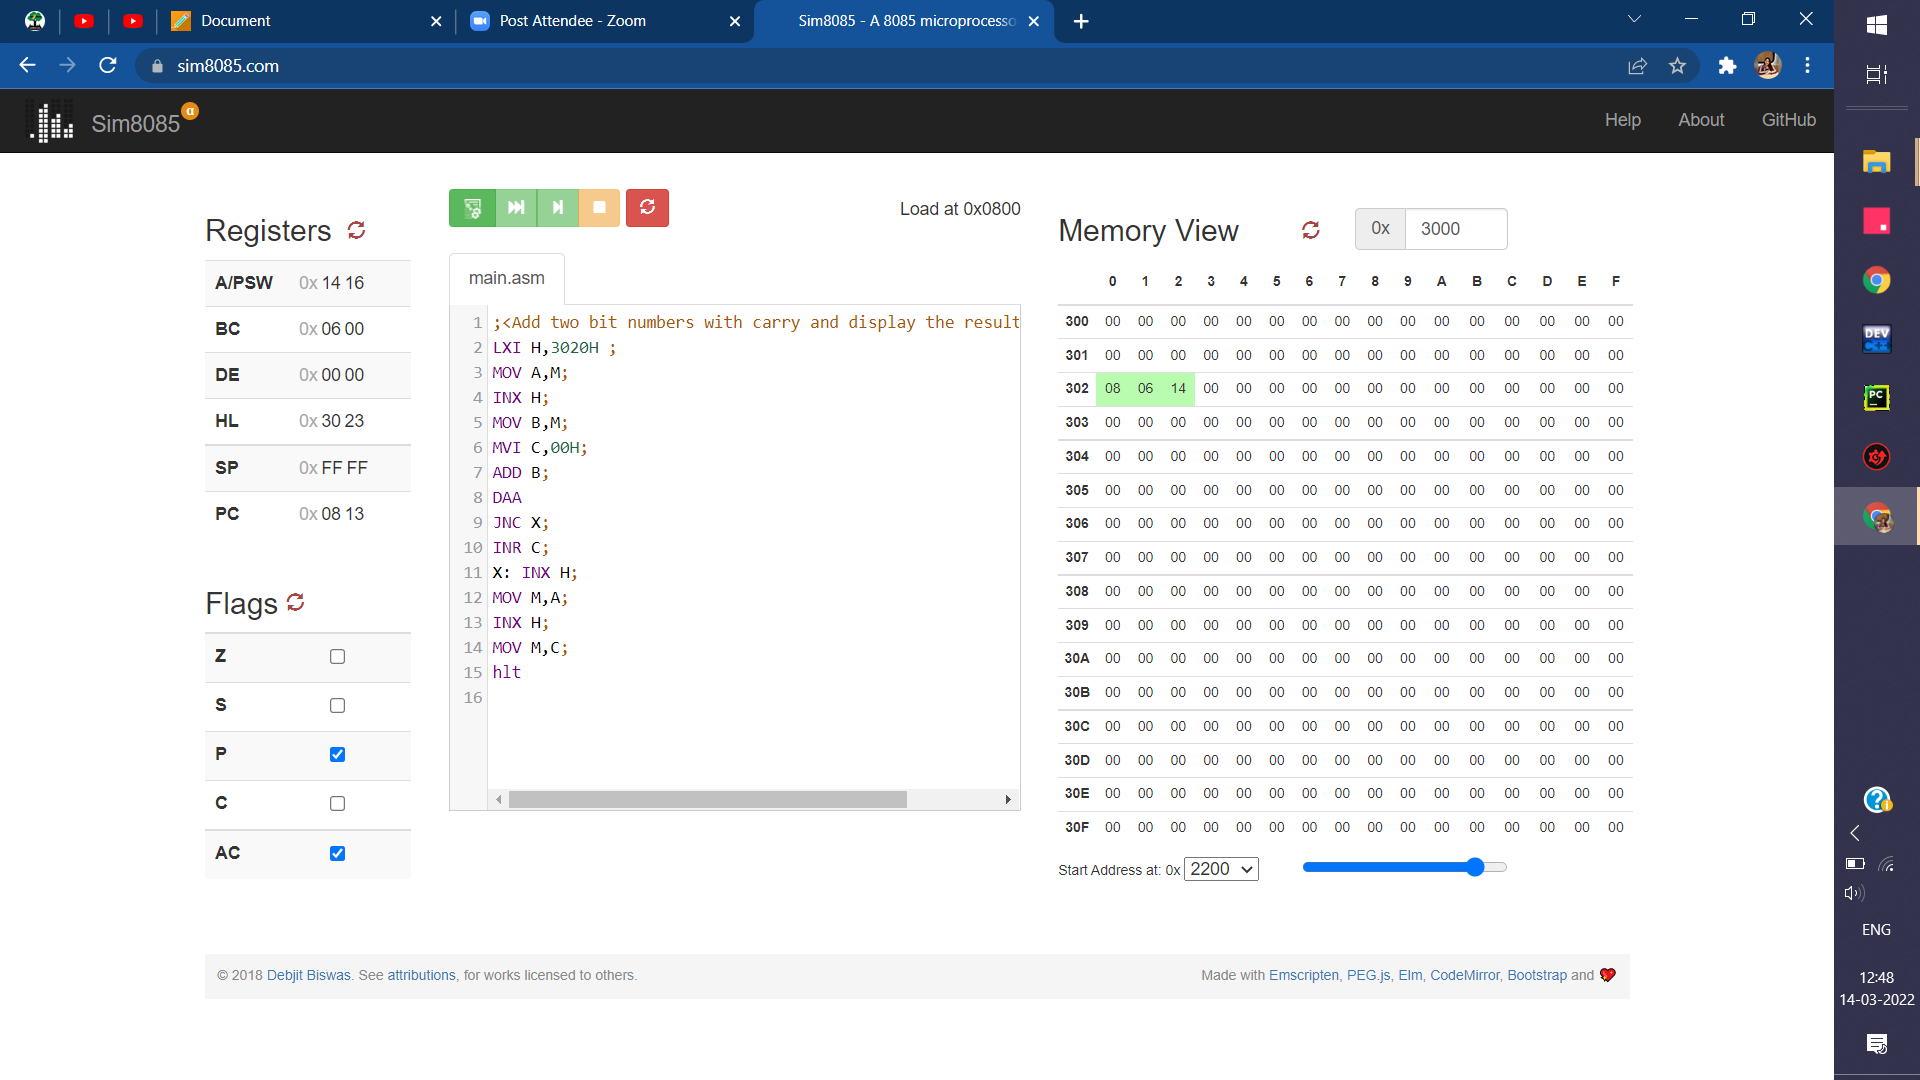 Document
Post Attendee - Zoom
Sim8085 - A 8085 microprocesso
sim8085.com
Sim8085 α
Help About GitHub
Registers
A/PSW 0x 14 16
BC 0x 06 00
DE 0x 00 00
HL 0x 30 23
SP 0x FF FF
PC 0x 08 13
Flags
Z
S
P
C
AC
Load at 0x0800
main.asm
1 ;<Add two bit numbers with carry and display the result
2 LXI H,3020H ;
3 MOV A,M;
4 INX H;
5 MOV B,M;
6 MVI C,00H;
7 ADD B;
8 DAA
9 JNC X;
10 INR C;
11 X: INX H;
12 MOV M,A;
13 INX H;
14 MOV M,C;
15 hlt
16
Memory View 0x 3000
0 1 2 3 4 5 6 7 8 9 A B C D E F
300 00 00 00 00 00 00 00 00 00 00 00 00 00 00 00 00
301 00 00 00 00 00 00 00 00 00 00 00 00 00 00 00 00
302 08 06 14 00 00 00 00 00 00 00 00 00 00 00 00 00
303 00 00 00 00 00 00 00 00 00 00 00 00 00 00 00 00
304 00 00 00 00 00 00 00 00 00 00 00 00 00 00 00 00
305 00 00 00 00 00 00 00 00 00 00 00 00 00 00 00 00
306 00 00 00 00 00 00 00 00 00 00 00 00 00 00 00 00
307 00 00 00 00 00 00 00 00 00 00 00 00 00 00 00 00
308 00 00 00 00 00 00 00 00 00 00 00 00 00 00 00 00
309 00 00 00 00 00 00 00 00 00 00 00 00 00 00 00 00
30A 00 00 00 00 00 00 00 00 00 00 00 00 00 00 00 00
30B 00 00 00 00 00 00 00 00 00 00 00 00 00 00 00 00
30C 00 00 00 00 00 00 00 00 00 00 00 00 00 00 00 00
30D 00 00 00 00 00 00 00 00 00 00 00 00 00 00 00 00
30E 00 00 00 00 00 00 00 00 00 00 00 00 00 00 00 00
30F 00 00 00 00 00 00 00 00 00 00 00 00 00 00 00 00
Start Address at: 0x 2200
© 2018 Debjit Biswas. See attributions, for works licensed to others.
Made with Emscripten, PEG.js, Elm, CodeMirror, Bootstrap and
DEV
C++
PC
ENG
12:48
14-03-2022